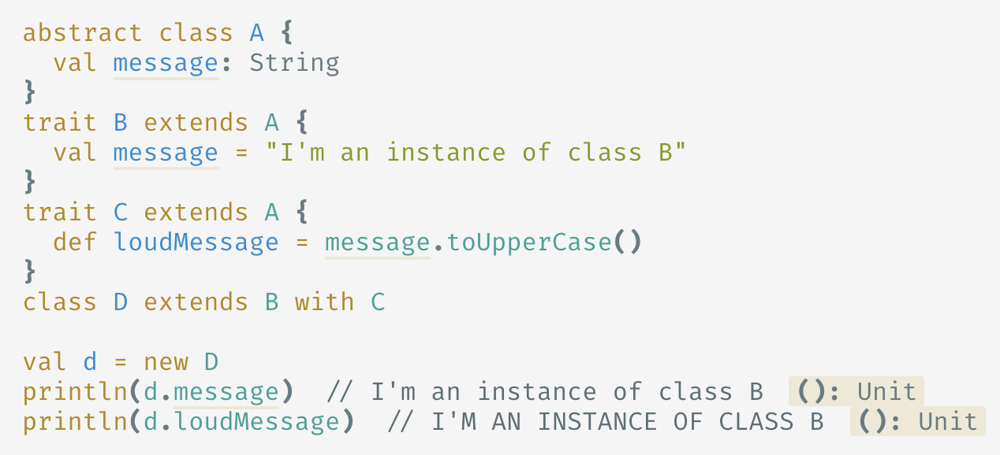 abstract class A {
  val message: String
}
trait B extends A {
  val message = "I'm an instance of class B"
}
trait C extends A {
  def loudMessage = message.toUpperCase()
}
class D extends B with C

val d = new D
println(d.message)  // I'm an instance of class B  (): Unit
println(d.loudMessage)  // I'M AN INSTANCE OF CLASS B  (): Unit